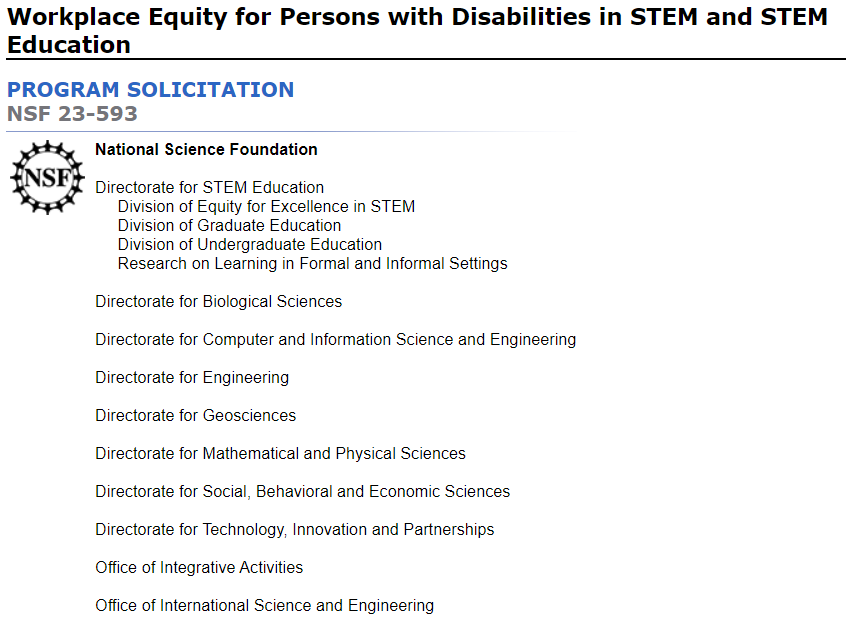 Workplace Equity for Persons with Disabilities in STEM and STEM
Education
PROGRAM SOLICITATION
NSF 23-593
NSF
National Science Foundation
Directorate for STEM Education
Division of Equity for Excellence in STEM
Division of Graduate Education
Division of Undergraduate Education
Research on Learning in Formal and Informal Settings
Directorate for Biological Sciences
Directorate for Computer and Information Science and Engineering
Directorate for Engineering
Directorate for Geosciences
Directorate for Mathematical and Physical Sciences
Directorate for Social, Behavioral and Economic Sciences
Directorate for Technology, Innovation and Partnerships
Office of Integrative Activities
Office of International Science and Engineering